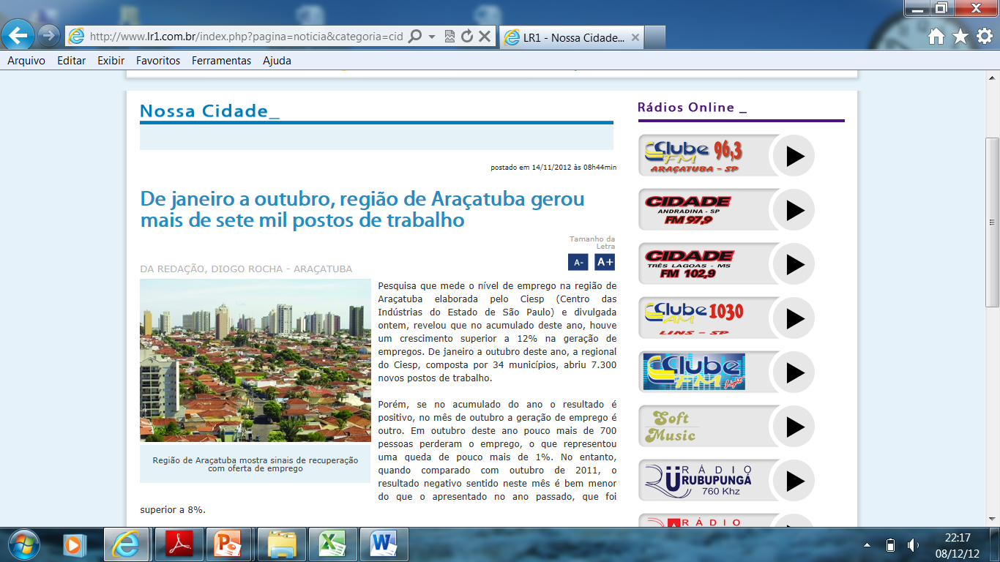 http://www.lr1.com.br/index.php?pagina=noticia&categoria=cid
LR1 - Nossa Cidade...
Arquivo Editar Exibir Favoritos Ferramentas Ajuda
Nossa Cidade_
postado em 14/11/2012 às 08h44min
De janeiro a outubro, região de Araçatuba gerou
mais de sete mil postos de trabalho
Tamanho da
Letra
A- A+
DA REDAÇÃO, DIOGO ROCHA - ARAÇATUBA
Pesquisa que mede o nível de emprego na região de
Araçatuba elaborada pelo Ciesp (Centro das
Indústrias do Estado de São Paulo) e divulgada
ontem, revelou que no acumulado deste ano, houve
um crescimento superior a 12% na geração de
empregos. De janeiro a outubro deste ano, a regional
do Ciesp, composta por 34 municípios, abriu 7.300
novos postos de trabalho.
Porém, se no acumulado do ano o resultado é
positivo, no mês de outubro a geração de emprego é
outro. Em outubro deste ano pouco mais de 700
pessoas perderam o emprego, o que representou
uma queda de pouco mais de 1%. No entanto,
quando comparado com outubro de 2011, o
resultado negativo sentido neste mês é bem menor
do que o apresentado no ano passado, que foi
superior a 8%.
Região de Araçatuba mostra sinais de recuperação
com oferta de emprego
Rádios Online _
Clube FM 96,3
ARAÇATUBA - SP
CIDADE
ANDRADINA - SP
FM 97,9
CIDADE
TRÊS LAGOAS - MS
FM 102,9
Clube AM 1030
LINS - SP
Clube
FM light
Soft
Music
RÁDIO
URUBUPUNGÁ
760 Khz
RÁDIO
22:17
08/12/12